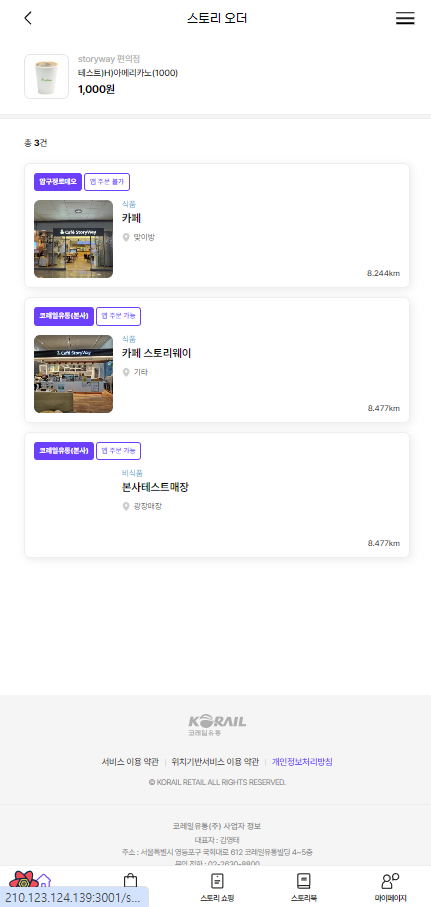 스토리 오더
storyway 편의점
테스트)H)아메리카노(1000)
1,000원
총 3건
압구정로데오 앱 주문 불가
식품
카페
맞이방
Café StoryWay
8.244km
코레일유통(본사) 앱 주문 가능
식품
카페 스토리웨이
기타
Café StoryWay
8.477km
코레일유통(본사) 앱 주문 가능
비식품
본사테스트매장
광장매장
8.477km
KORAIL
코레일유통
서비스 이용 약관 | 위치기반서비스 이용 약관 | 개인정보처리방침
© KORAIL RETAIL ALL RIGHTS RESERVED.
코레일유통(주) 사업자 정보
대표자 : 김영태
주소 : 서울특별시 영등포구 국회대로 612 코레일유통빌딩 4~5층
문의 전화 : 02-2630-8900
스토리 쇼핑
스토리북
마이페이지
210.123.124.139:3001/s...